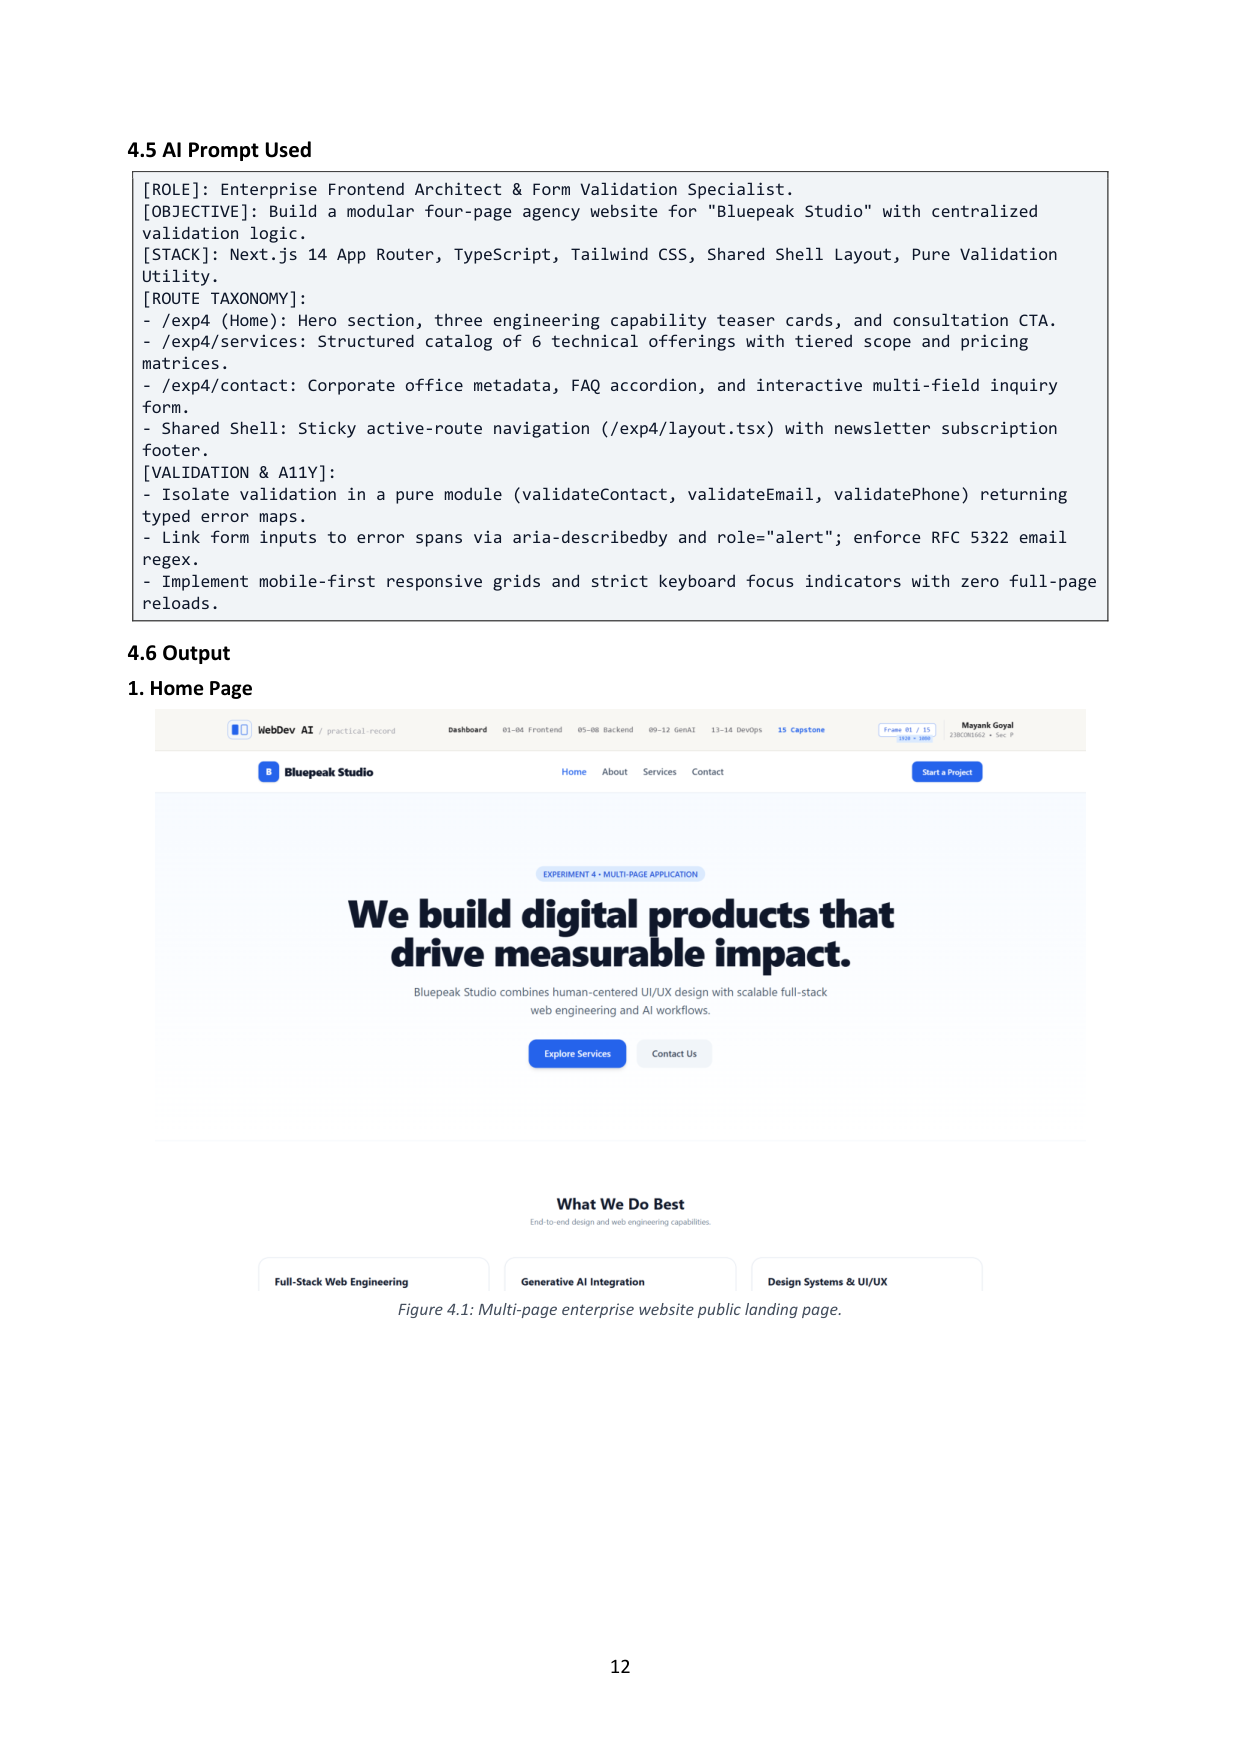 4.5 AI Prompt Used
[ROLE]: Enterprise Frontend Architect & Form Validation Specialist.
[OBJECTIVE]: Build a modular four-page agency website for "Bluepeak Studio" with centralized
validation logic.
[STACK]: Next.js 14 App Router, TypeScript, Tailwind CSS, Shared Shell Layout, Pure Validation
Utility.
[ROUTE TAXONOMY]:
- /exp4 (Home): Hero section, three engineering capability teaser cards, and consultation CTA.
- /exp4/services: Structured catalog of 6 technical offerings with tiered scope and pricing
matrices.
- /exp4/contact: Corporate office metadata, FAQ accordion, and interactive multi-field inquiry
form.
- Shared Shell: Sticky active-route navigation (/exp4/layout.tsx) with newsletter subscription
footer.
[VALIDATION & A11Y]:
- Isolate validation in a pure module (validateContact, validateEmail, validatePhone) returning
typed error maps.
- Link form inputs to error spans via aria-describedby and role="alert"; enforce RFC 5322 email
regex.
- Implement mobile-first responsive grids and strict keyboard focus indicators with zero full-page
reloads.
4.6 Output
1. Home Page
WebDev AI / practical-record Dashboard 01-04 Frontend 05-08 Backend 09-12 GenAI 13-14 DevOps 15 Capstone Frame 01 / 15 Mayank Goyal
Sec P
B Bluepeak Studio Home About Services Contact Start a Project
EXPERIMENT 4 • MULTI-PAGE APPLICATION
We build digital products that
drive measurable impact.
Bluepeak Studio combines human-centered UI/UX design with scalable full-stack
web engineering and AI workflows.
Explore Services Contact Us
What We Do Best
End-to-end design and web engineering capabilities.
Full-Stack Web Engineering Generative AI Integration Design Systems & UI/UX
Figure 4.1: Multi-page enterprise website public landing page.
12